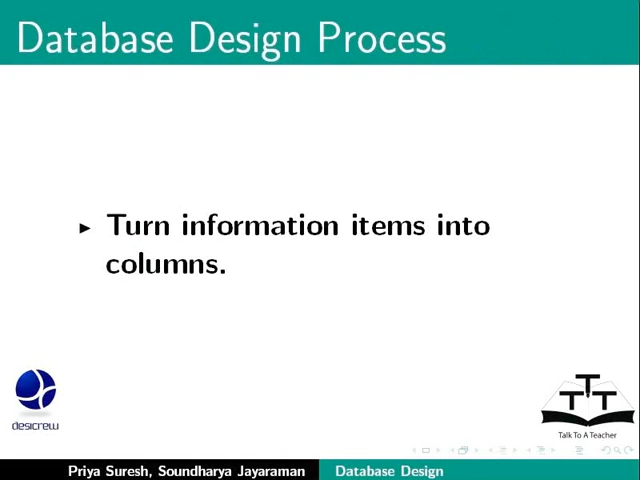 Database Design Process
Turn information items into
columns.
desicrew
T T T
Talk To A Teacher
Priya Suresh, Soundharya Jayaraman
Database Design